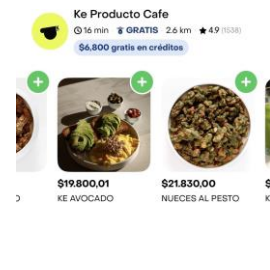 Ke Producto Cafe
16 min GRATIS 2.6 km ★ 4.9 (1538)
$6,800 gratis en créditos
$19.800,01 $21.830,00 $
KE AVOCADO NUECES AL PESTO K